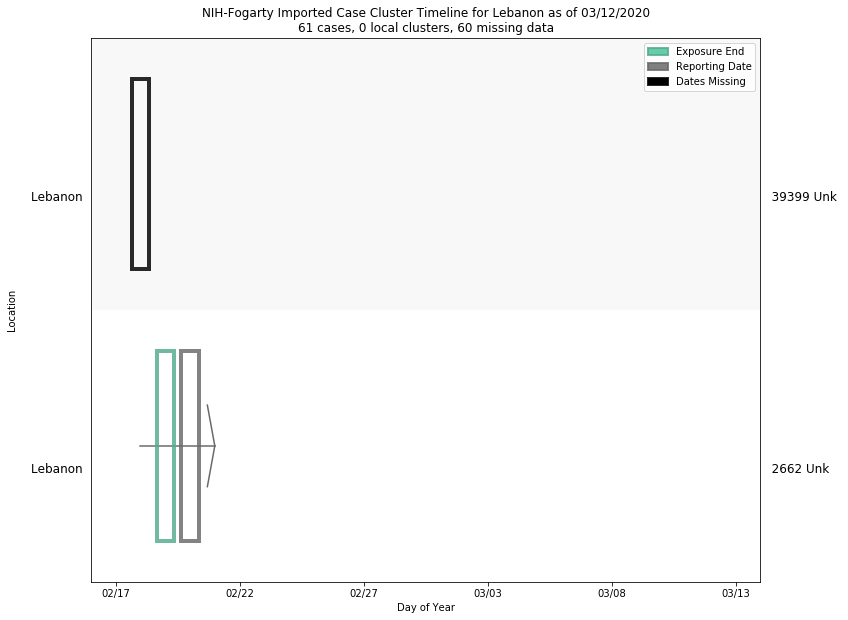 NIH-Fogarty Imported Case Cluster Timeline for Lebanon as of 03/12/2020
61 cases, 0 local clusters, 60 missing data
Exposure End
Reporting Date
Dates Missing
Lebanon
39399 Unk
Location
Lebanon
2662 Unk
02/17 02/22 02/27 03/03 03/08 03/13
Day of Year